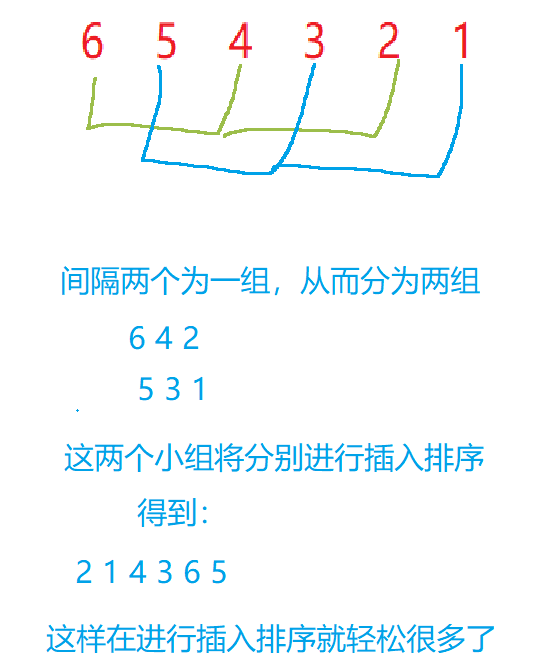 6 5 4 3 2 1
间隔两个为一组，从而分为两组
6 4 2
5 3 1
这两个小组将分别进行插入排序
得到：
2 1 4 3 6 5
这样在进行插入排序就轻松很多了